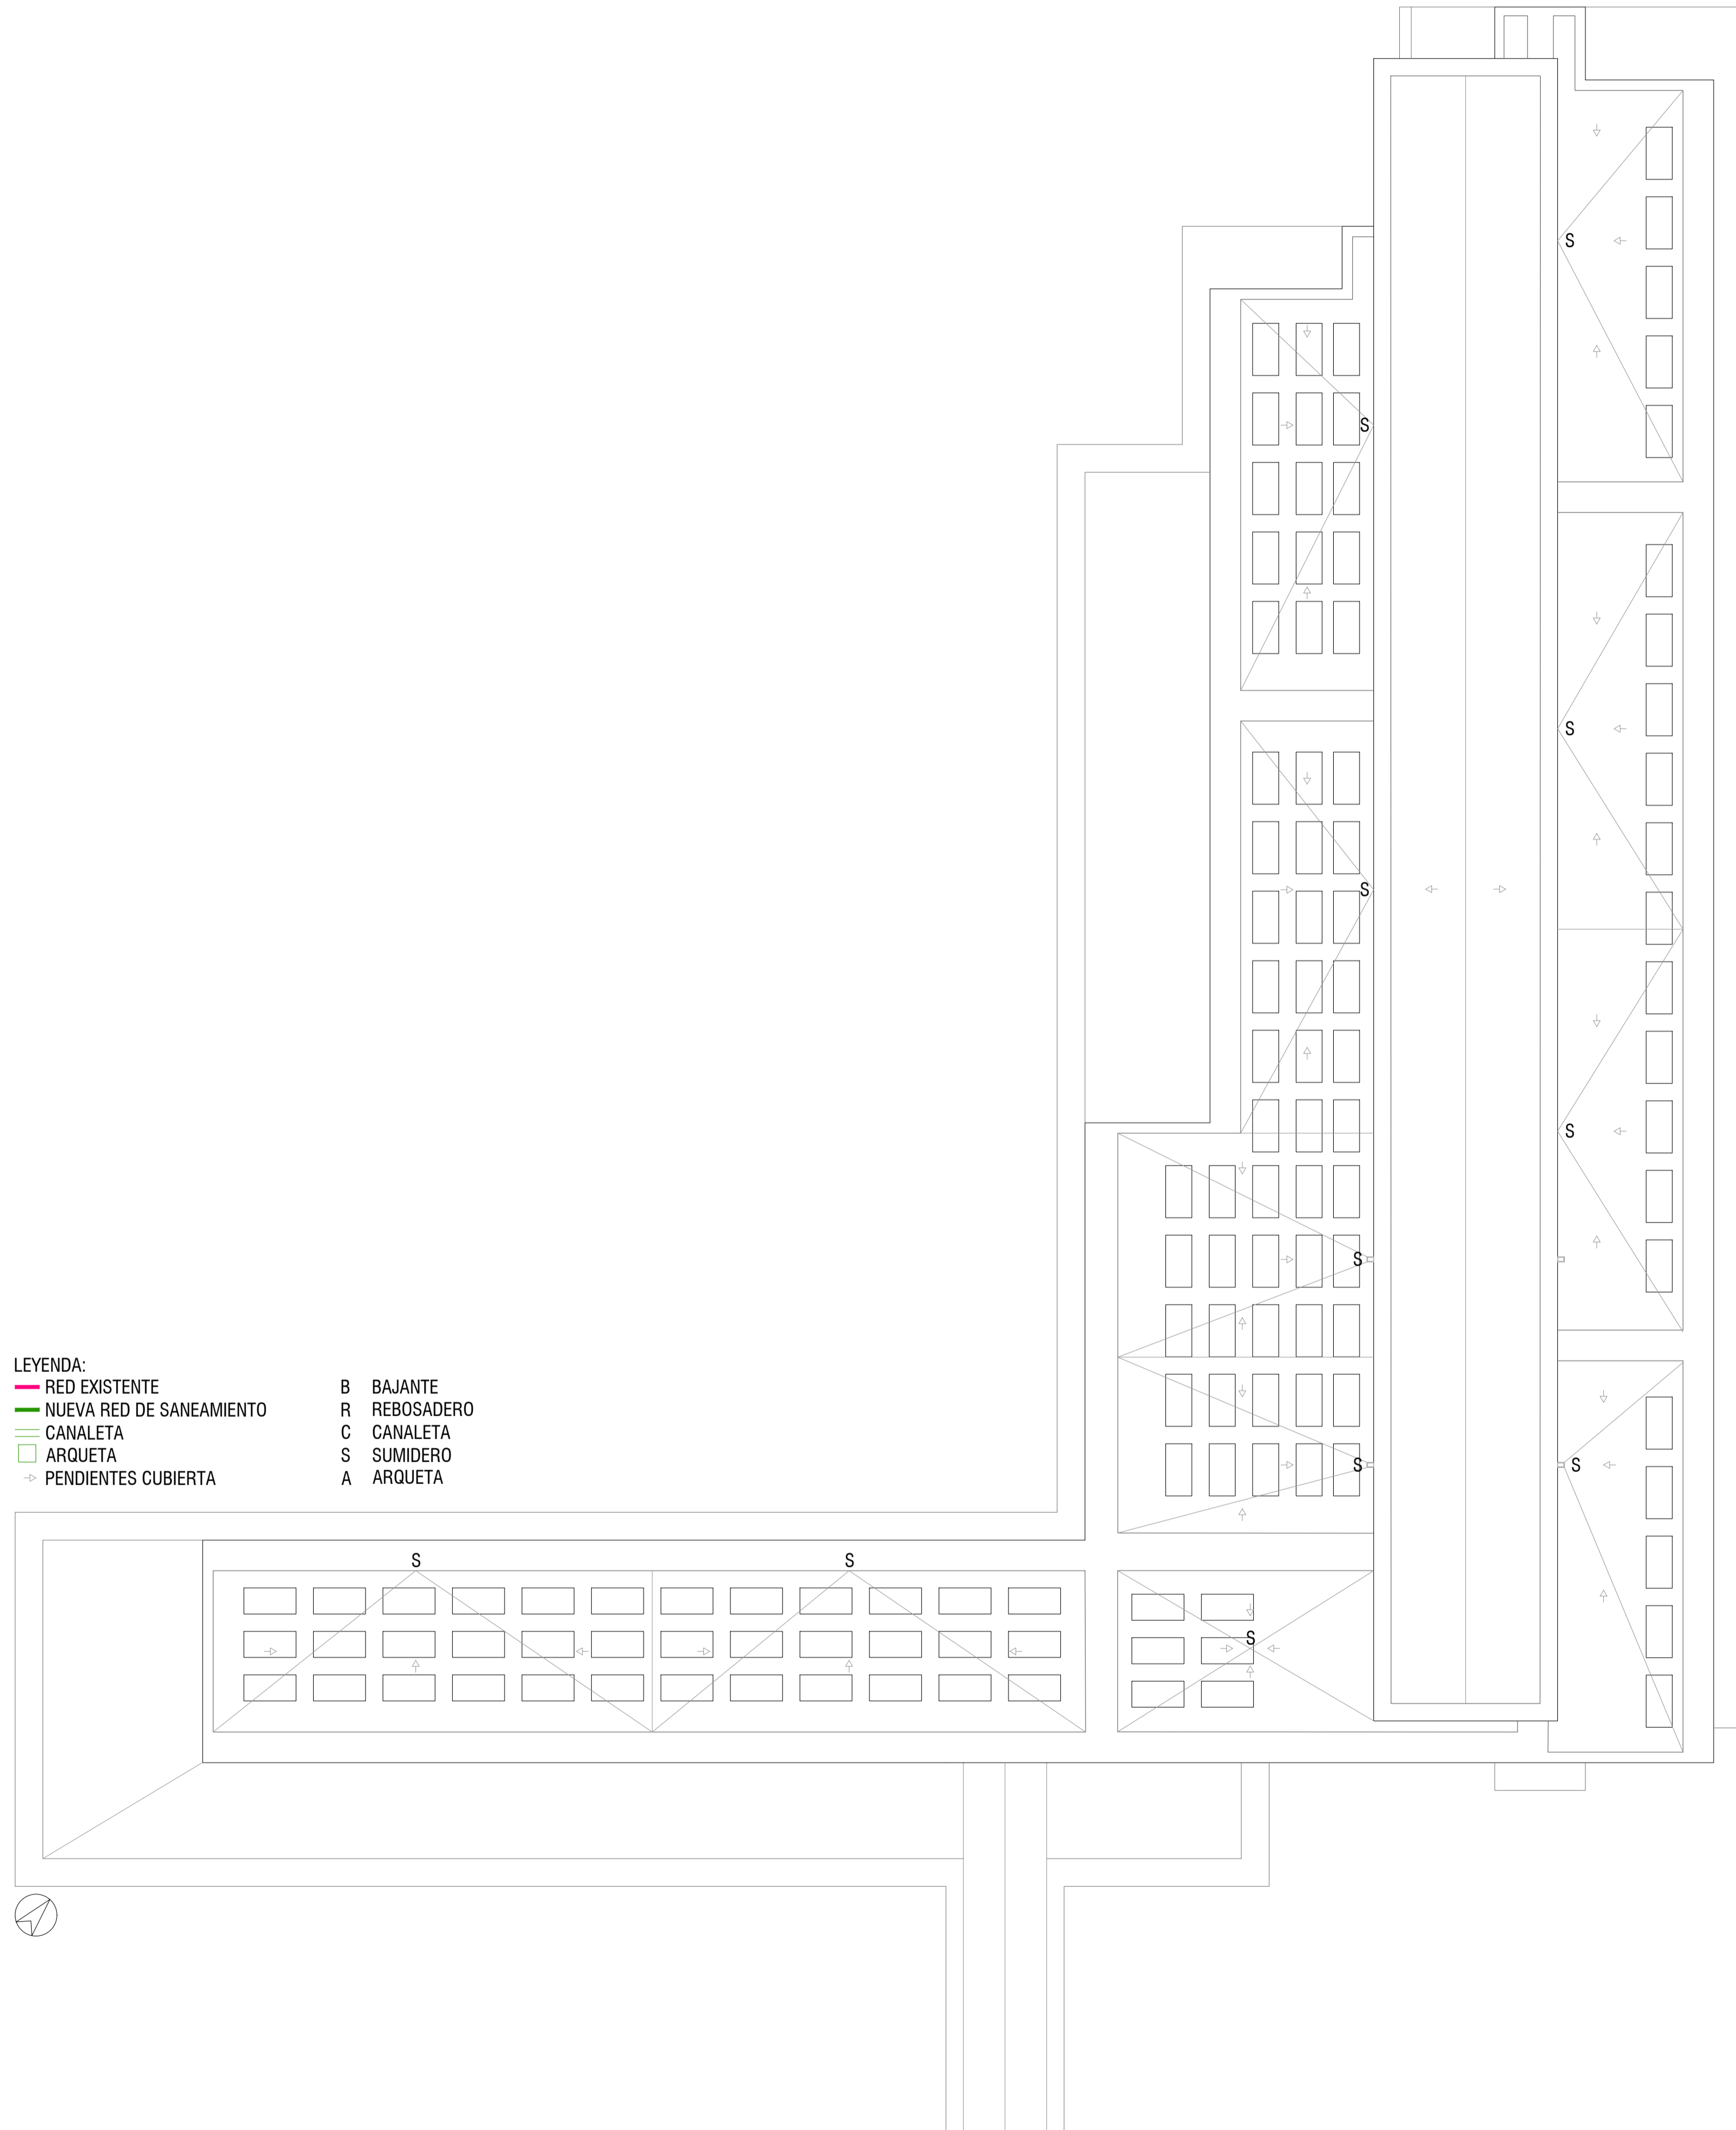 S
S
S
S
S
S
S
S
S
LEYENDA:
RED EXISTENTE B BAJANTE
NUEVA RED DE SANEAMIENTO R REBOSADERO
CANALETA C CANALETA
ARQUETA S SUMIDERO
PENDIENTES CUBIERTA A ARQUETA
S S
S